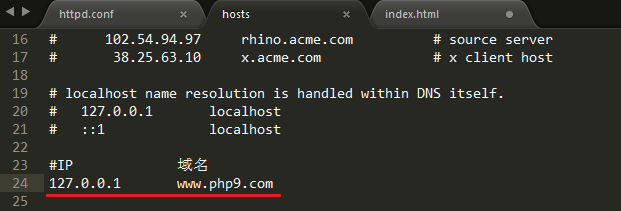 httpd.conf × hosts × index.html
16 # 102.54.94.97 rhino.acme.com # source server
17 # 38.25.63.10 x.acme.com # x client host
18
19 # localhost name resolution is handled within DNS itself.
20 # 127.0.0.1 localhost
21 # ::1 localhost
22
23 #IP 域名
24 127.0.0.1 www.php9.com
25